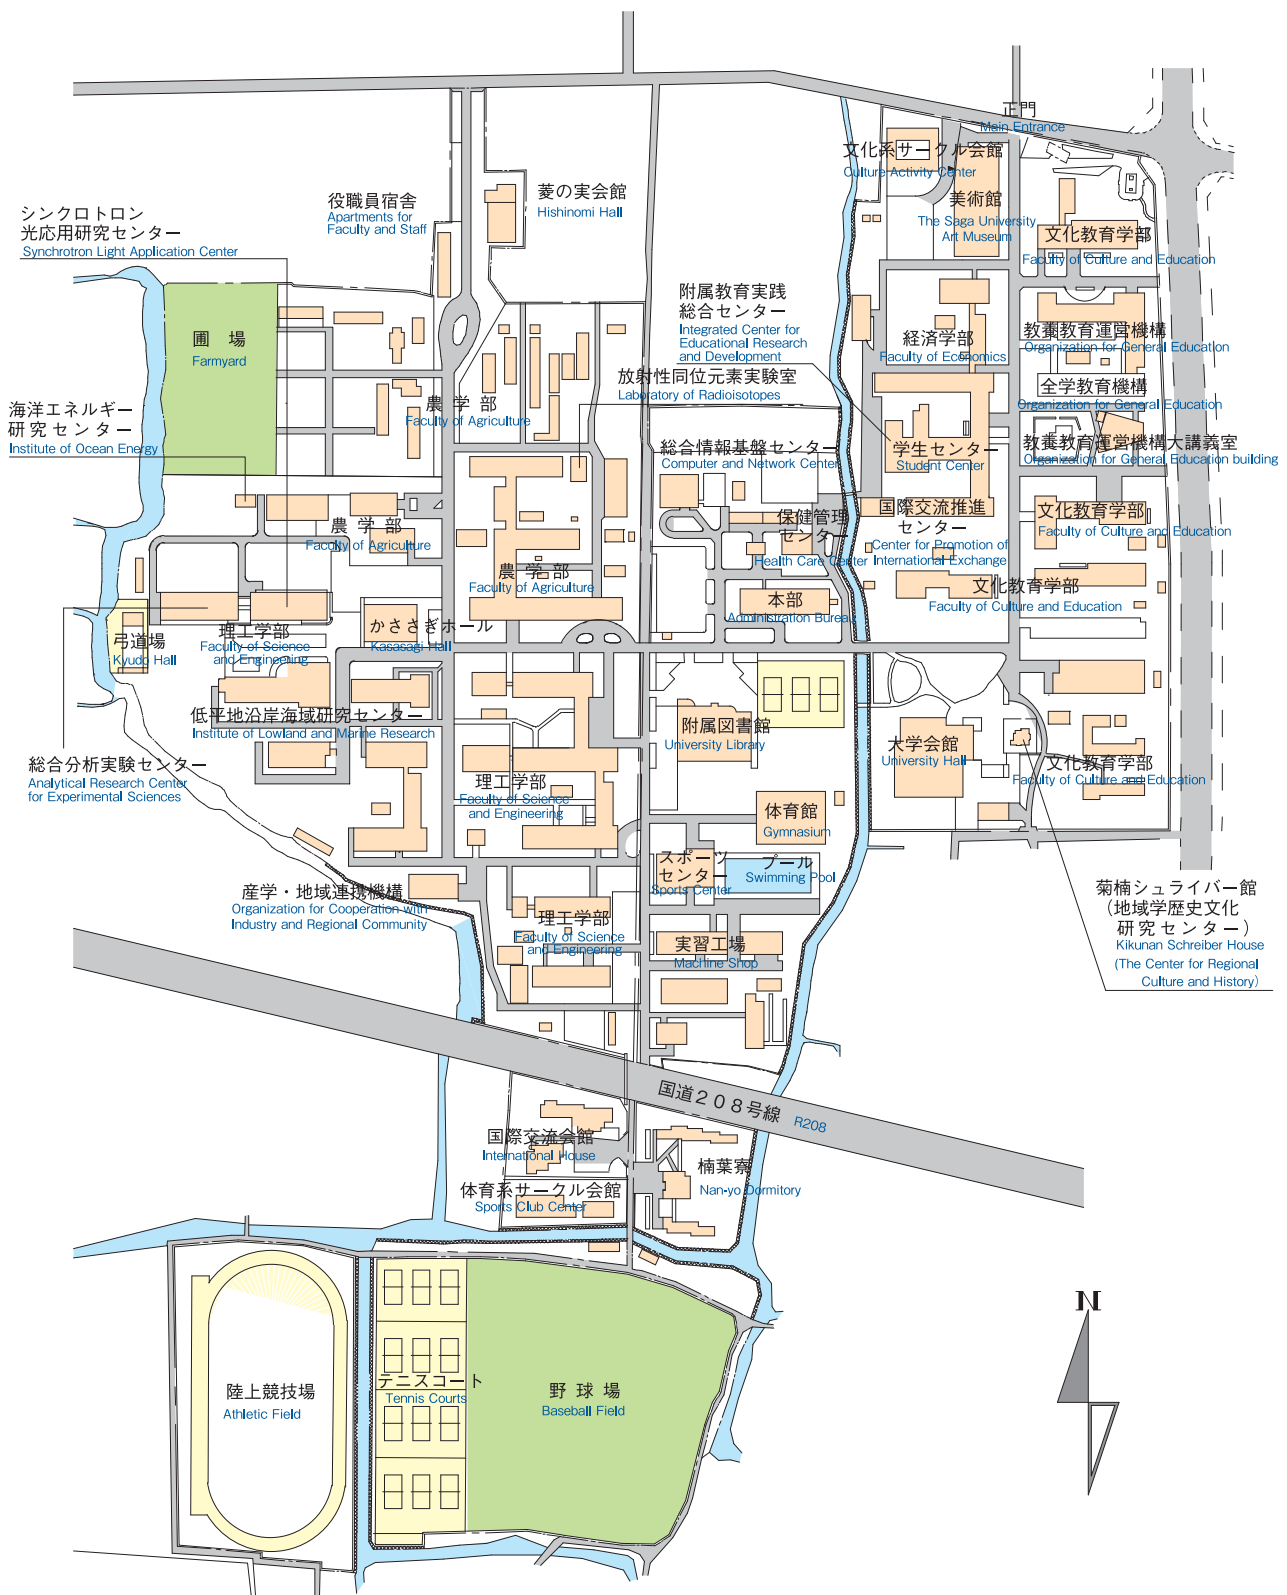 正門
Main Entrance
文化系サークル会館
Culture Activity Center
美術館
The Saga University
Art Museum
文化教育学部
Faculty of Culture and Education
役職員宿舎
Apartments for
Faculty and Staff
菱の実会館
Hishinomi Hall
シンクロトロン
光応用研究センター
Synchrotron Light Application Center
附属教育実践
総合センター
Integrated Center for
Educational Research
and Development
圃 場
Farmyard
経済学部
Faculty of Economics
教養教育運営機構
Organization for General Education
放射性同位元素実験室
Laboratory of Radioisotopes
全学教育機構
Organization for General Education
海洋エネルギー
研究センター
Institute of Ocean Energy
農 学 部
Faculty of Agriculture
総合情報基盤センター
Computer and Network Center
学生センター
Student Center
教養教育運営機構大講義室
Organization for General Education building
農 学 部
Faculty of Agriculture
保健管理
センター
Health Care Center
国際交流推進
センター
Center for Promotion of
International Exchange
文化教育学部
Faculty of Culture and Education
農 学 部
Faculty of Agriculture
本部
Administration Bureau
文化教育学部
Faculty of Culture and Education
弓道場
Kyudo Hall
理工学部
Faculty of Science
and Engineering
かささぎホール
Kasasagi Hall
低平地沿岸海域研究センター
Institute of Lowland and Marine Research
附属図書館
University Library
大学会館
University Hall
総合分析実験センター
Analytical Research Center
for Experimental Sciences
理工学部
Faculty of Science
and Engineering
文化教育学部
Faculty of Culture and Education
体育館
Gymnasium
スポーツ
センター
Sports Center
プール
Swimming Pool
産学・地域連携機構
Organization for Cooperation with
Industry and Regional Community
理工学部
Faculty of Science
and Engineering
実習工場
Machine Shop
菊楠シュライバー館
(地域学歴史文化
研究センター)
Kikunan Schreiber House
(The Center for Regional
Culture and History)
国道２０８号線 R208
国際交流会館
International House
楠葉寮
Nan-yo Dormitory
体育系サークル会館
Sports Club Center
N
陸上競技場
Athletic Field
テニスコート
Tennis Courts
野 球 場
Baseball Field